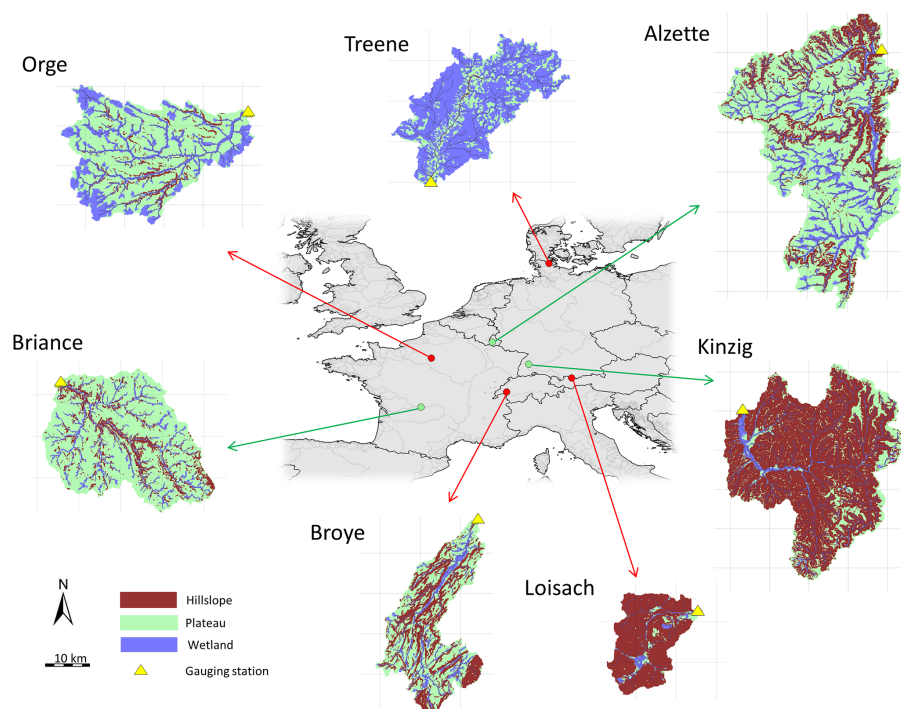 Orge
Treene
Alzette
Briance
Kinzig
Broye
Loisach
N
Hillslope
Plateau
Wetland
10 km
Gauging station